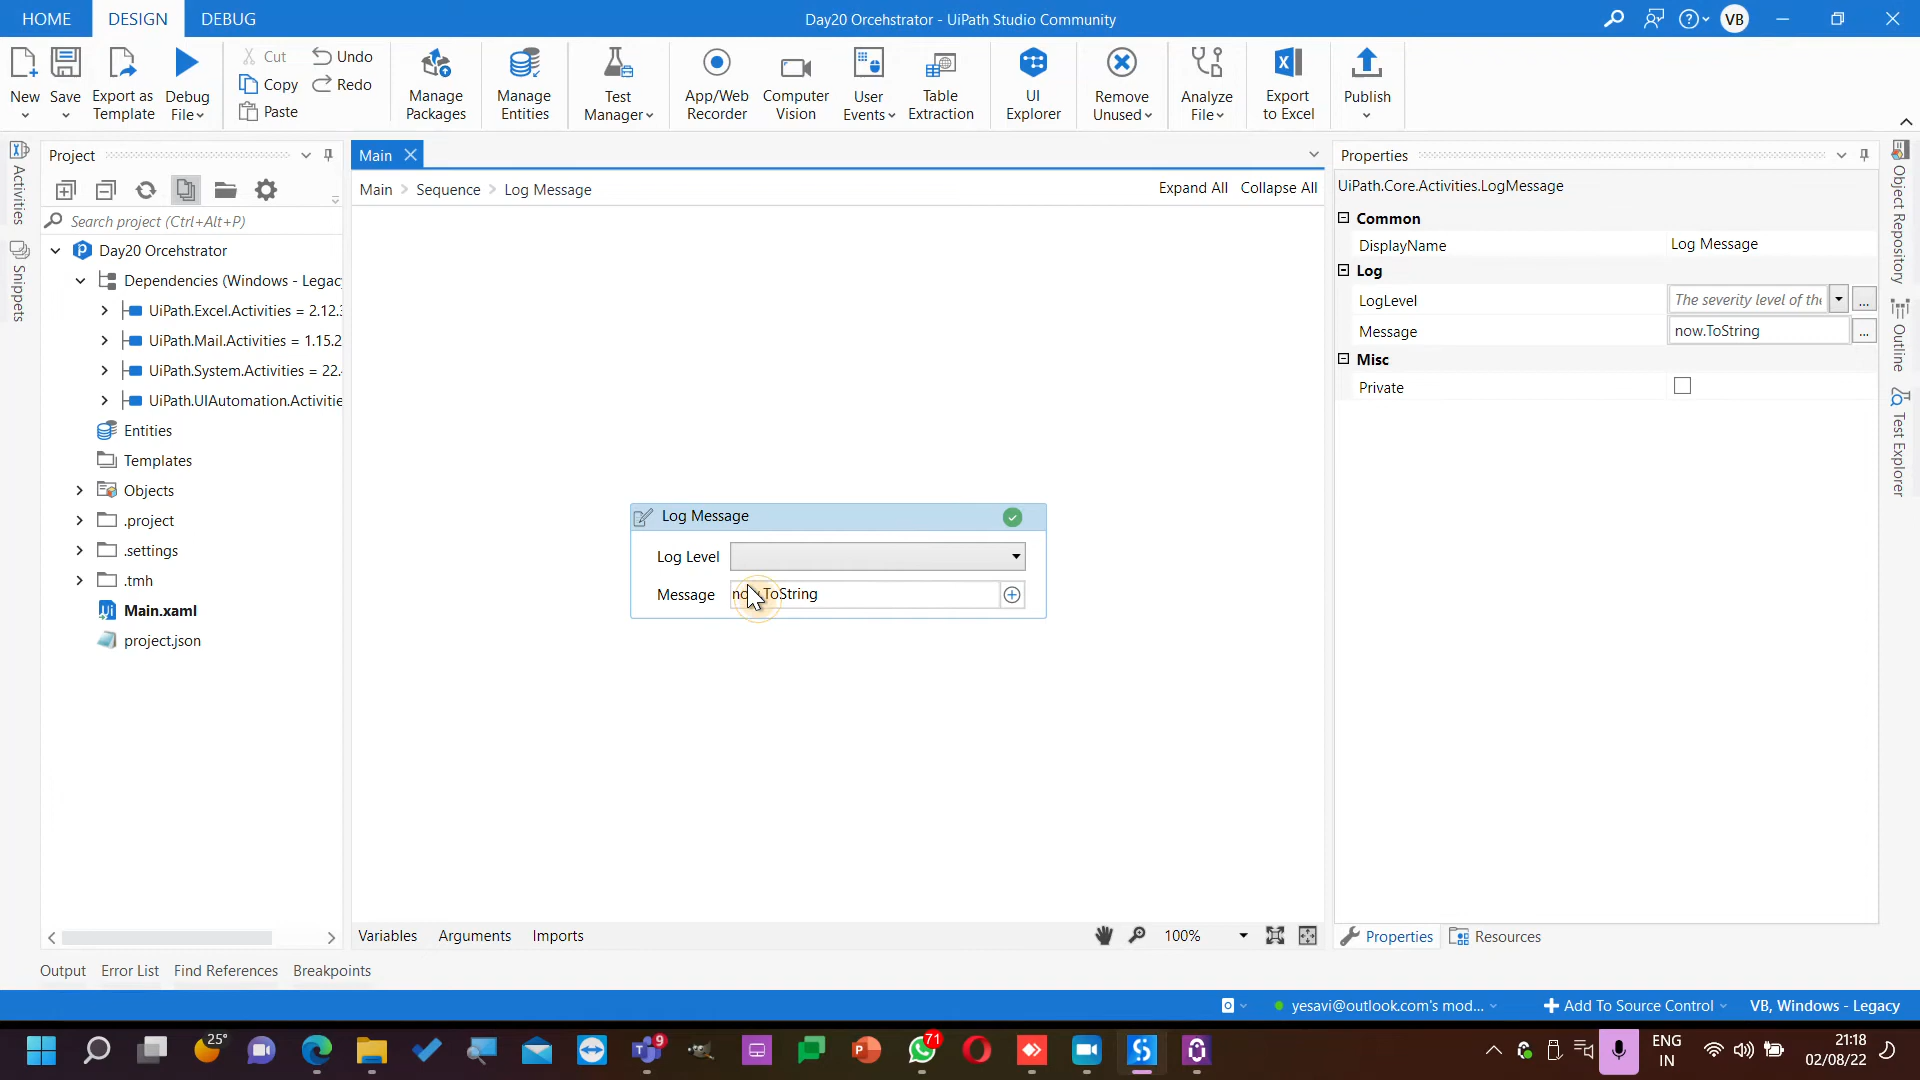 HOME
DESIGN
DEBUG
Day20 Orcehstrator - UiPath Studio Community
VB
New
Save
Export as
Template
Debug
File
Cut
Copy
Paste
Undo
Redo
Manage
Packages
Manage
Entities
Test
Manager
App/Web
Recorder
Computer
Vision
User
Events
Table
Extraction
UI
Explorer
Remove
Unused
Analyze
File
Export
to Excel
Publish
Activities
Snippets
Project
Search project (Ctrl+Alt+P)
Day20 Orcehstrator
Dependencies (Windows - Legac
UiPath.Excel.Activities = 2.12.3
UiPath.Mail.Activities = 1.15.2
UiPath.System.Activities = 22.
UiPath.UIAutomation.Activitie
Entities
Templates
Objects
.project
.settings
.tmh
Main.xaml
project.json
Main
Main > Sequence > Log Message
Expand All
Collapse All
Log Message
Log Level
Message
now.ToString
Variables
Arguments
Imports
100%
Properties
UiPath.Core.Activities.LogMessage
Common
DisplayName
Log Message
Log
LogLevel
The severity level of the
...
Message
now.ToString
...
Misc
Private
Properties
Resources
Object Repository
Outline
Test Explorer
Output
Error List
Find References
Breakpoints
yesavi@outlook.com's mod...
Add To Source Control
VB, Windows - Legacy
25°
9
71
ENG
IN
21:18
02/08/22